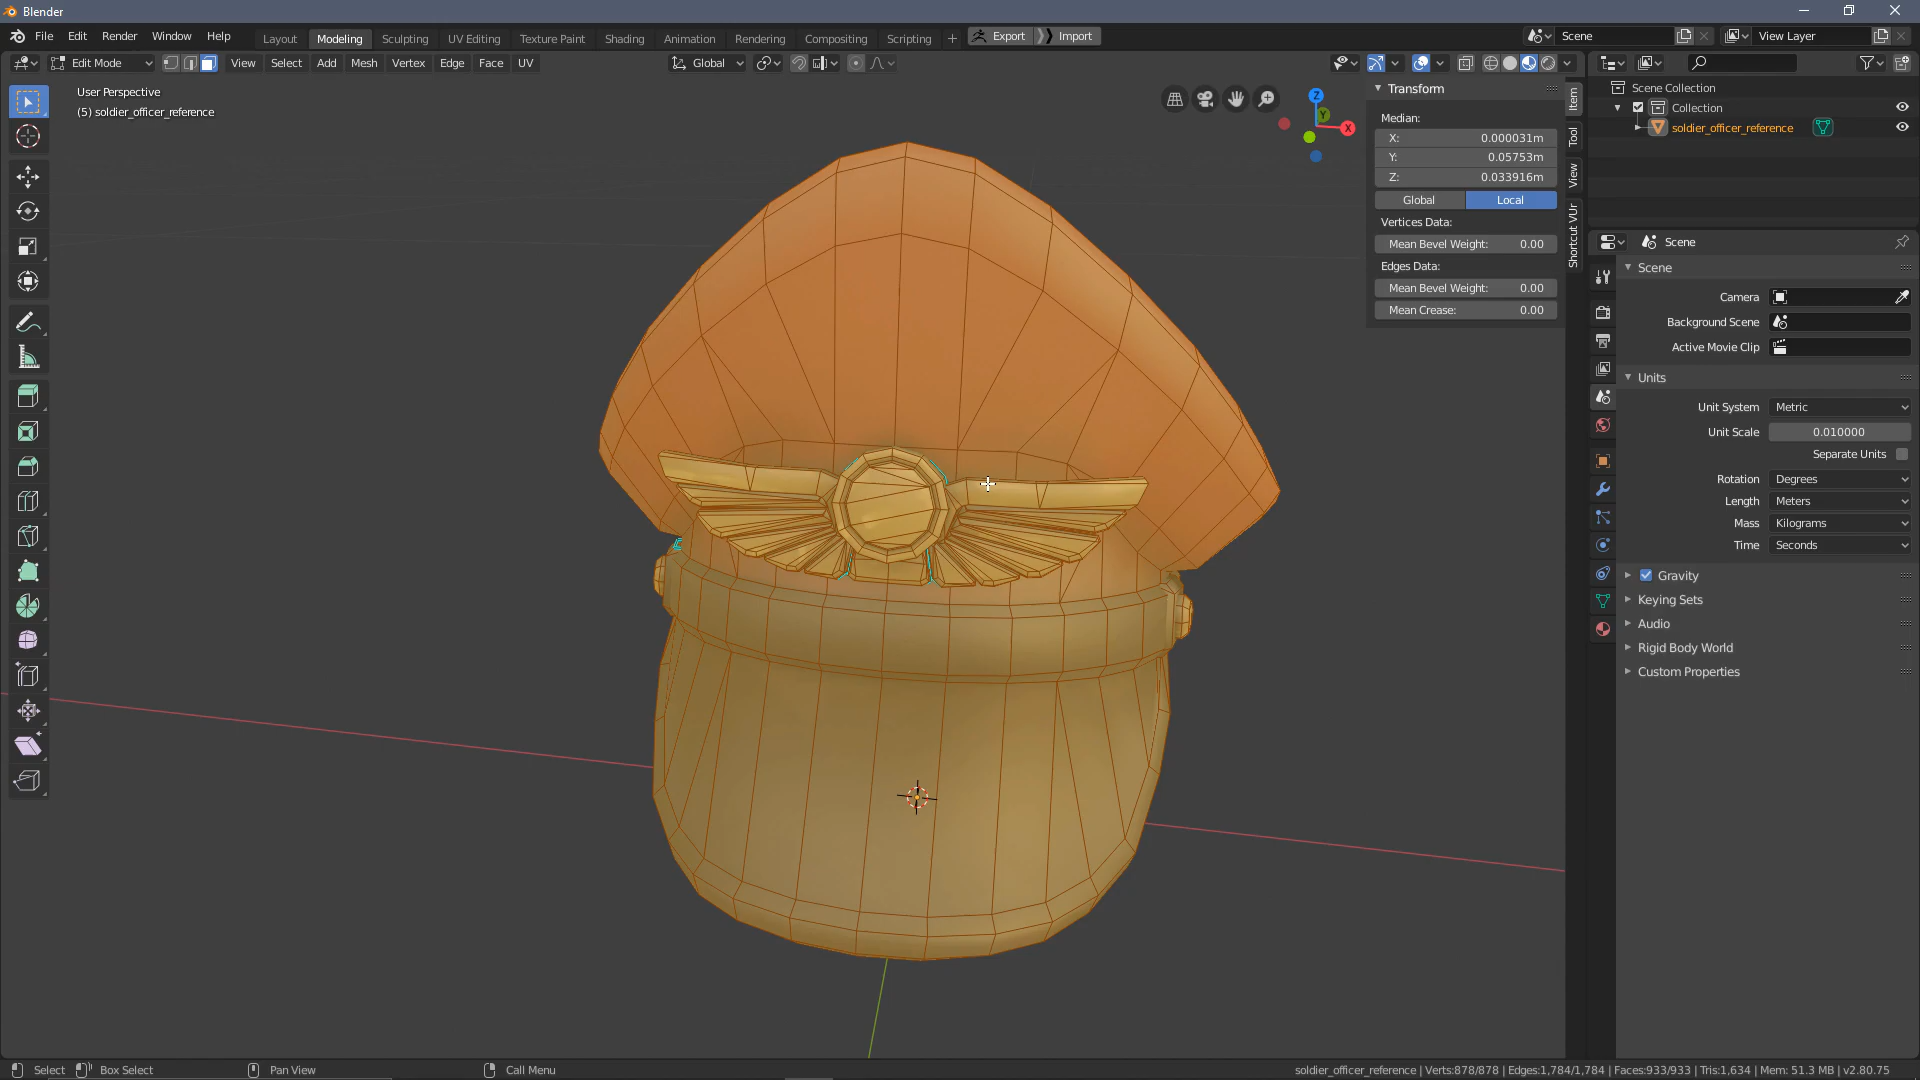 Blender
File Edit Render Window Help Layout Modeling Sculpting UV Editing Texture Paint Shading Animation Rendering Compositing Scripting + Export Import Scene View Layer
Edit Mode View Select Add Mesh Vertex Edge Face UV Global
User Perspective
(5) soldier_officer_reference
Z
Y
X
Transform
Median:
X: 0.000031m
Y: 0.05753m
Z: 0.033916m
Global Local
Vertices Data:
Mean Bevel Weight: 0.00
Edges Data:
Mean Bevel Weight: 0.00
Mean Crease: 0.00
Item
Tool
View
Shortcut VUr
Scene Collection
Collection
soldier_officer_reference
Scene
Scene
Camera
Background Scene
Active Movie Clip
Units
Unit System Metric
Unit Scale 0.010000
Separate Units
Rotation Degrees
Length Meters
Mass Kilograms
Time Seconds
Gravity
Keying Sets
Audio
Rigid Body World
Custom Properties
Select Box Select Pan View Call Menu soldier_officer_reference | Verts:878/878 | Edges:1,784/1,784 | Faces:933/933 | Tris:1,634 | Mem: 51.3 MB | v2.80.75